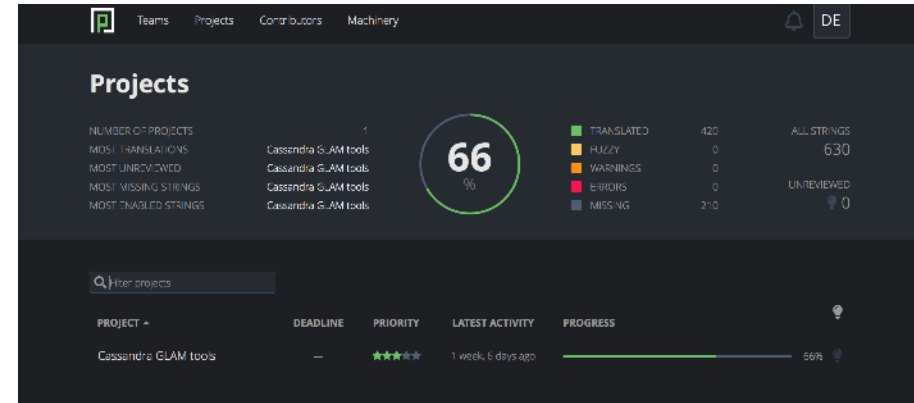 Teams Projects Contributors Machinery DE
Projects
NUMBER OF PROJECTS 1
MOST TRANSLATIONS Cassandra GLAM tools
MOST UNREVIEWED Cassandra GLAM tools
MOST MISSING STRINGS Cassandra GLAM tools
MOST ENABLED STRINGS Cassandra GLAM tools
66
%
TRANSLATED 420
FUZZY 0
WARNINGS 0
ERRORS 0
MISSING 210
ALL STRINGS
630
UNREVIEWED
0
Filter projects
PROJECT DEADLINE PRIORITY LATEST ACTIVITY PROGRESS
Cassandra GLAM tools — 1 week, 6 days ago 66%